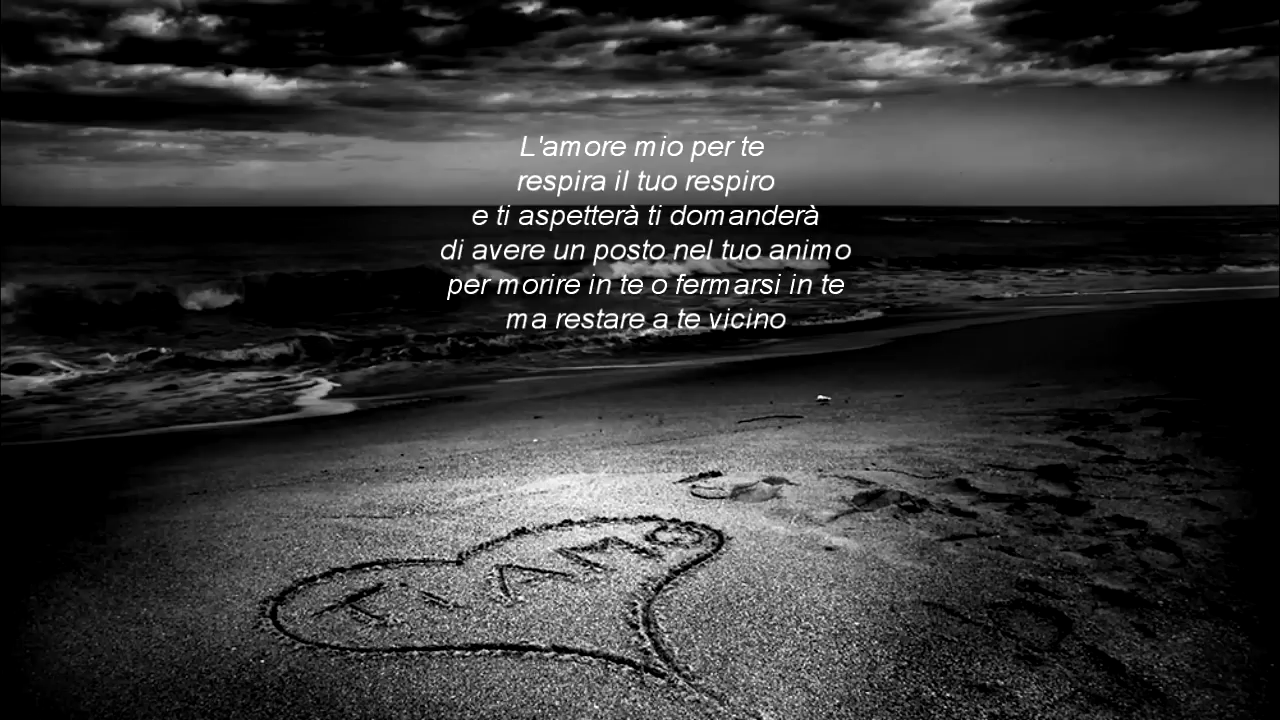 L'amore mio per te
respira il tuo respiro
e ti aspetterà ti domanderà
di avere un posto nel tuo animo
per morire in te o fermarsi in te
ma restare a te vicino
TI AMO